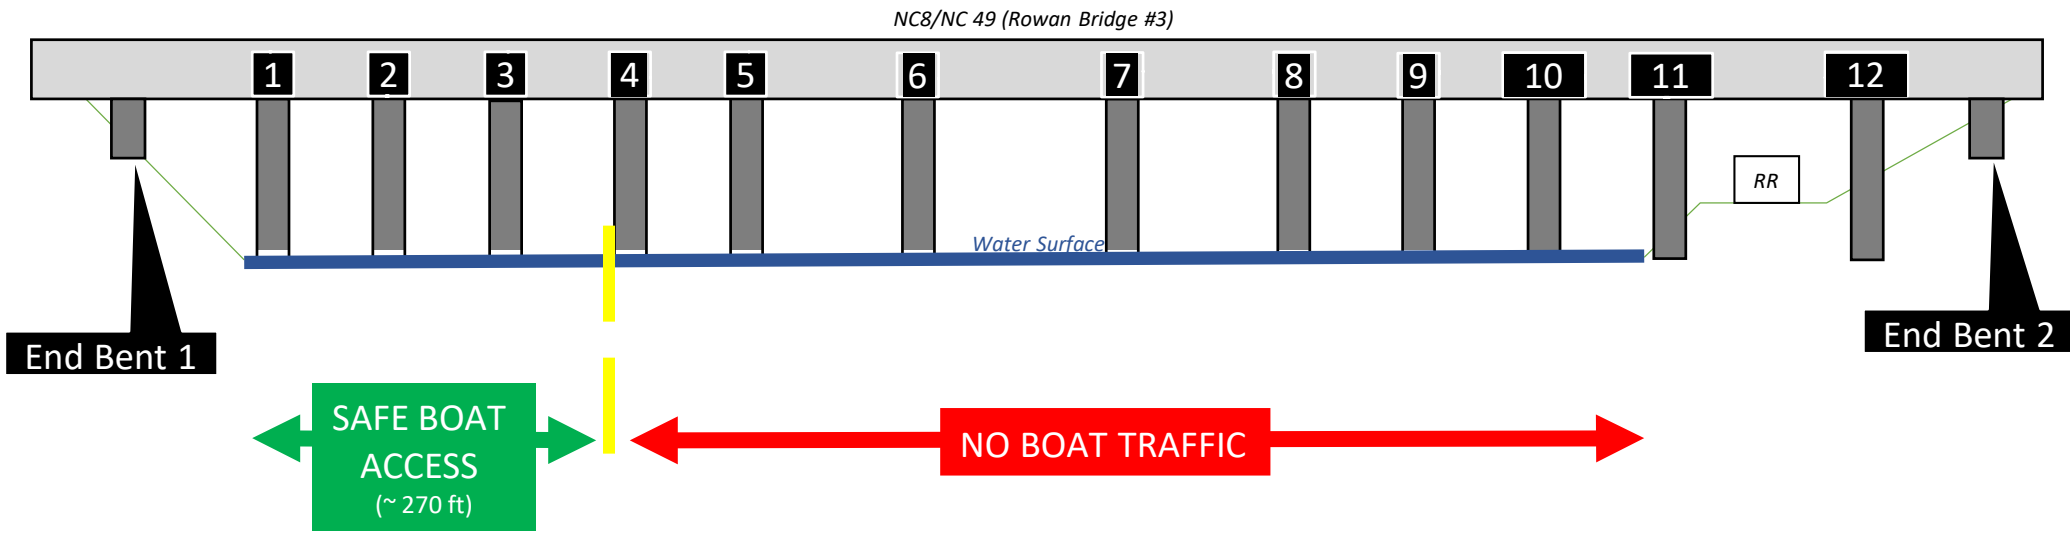 NC8/NC 49 (Rowan Bridge #3)
1 2 3 4 5 6 7 8 9 10 11 12
RR
Water Surface
End Bent 1
End Bent 2
SAFE BOAT
ACCESS
(~ 270 ft)
NO BOAT TRAFFIC